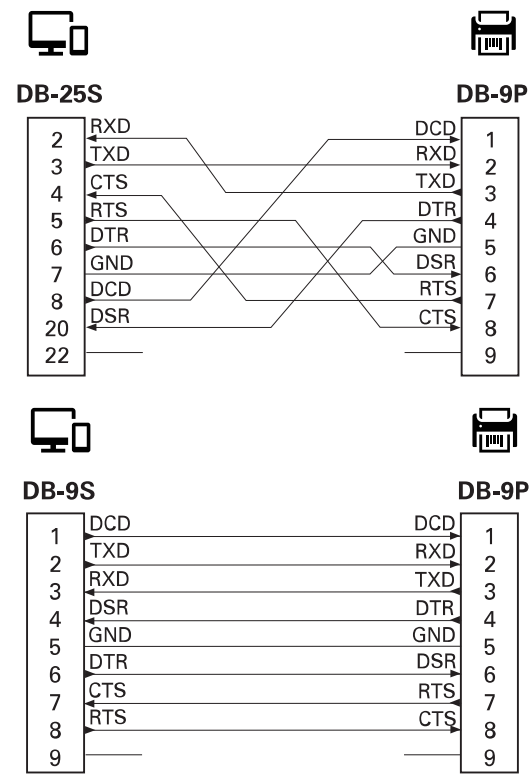 DB-25S DB-9P
RXD DCD
2 1
TXD RXD
3 2
CTS TXD
4 3
RTS DTR
5 4
DTR GND
6 5
GND DSR
7 6
DCD RTS
8 7
DSR CTS
20 8
22 9
DB-9S DB-9P
DCD DCD
1 1
TXD RXD
2 2
RXD TXD
3 3
DSR DTR
4 4
GND GND
5 5
DTR DSR
6 6
CTS RTS
7 7
RTS CTS
8 8
9 9